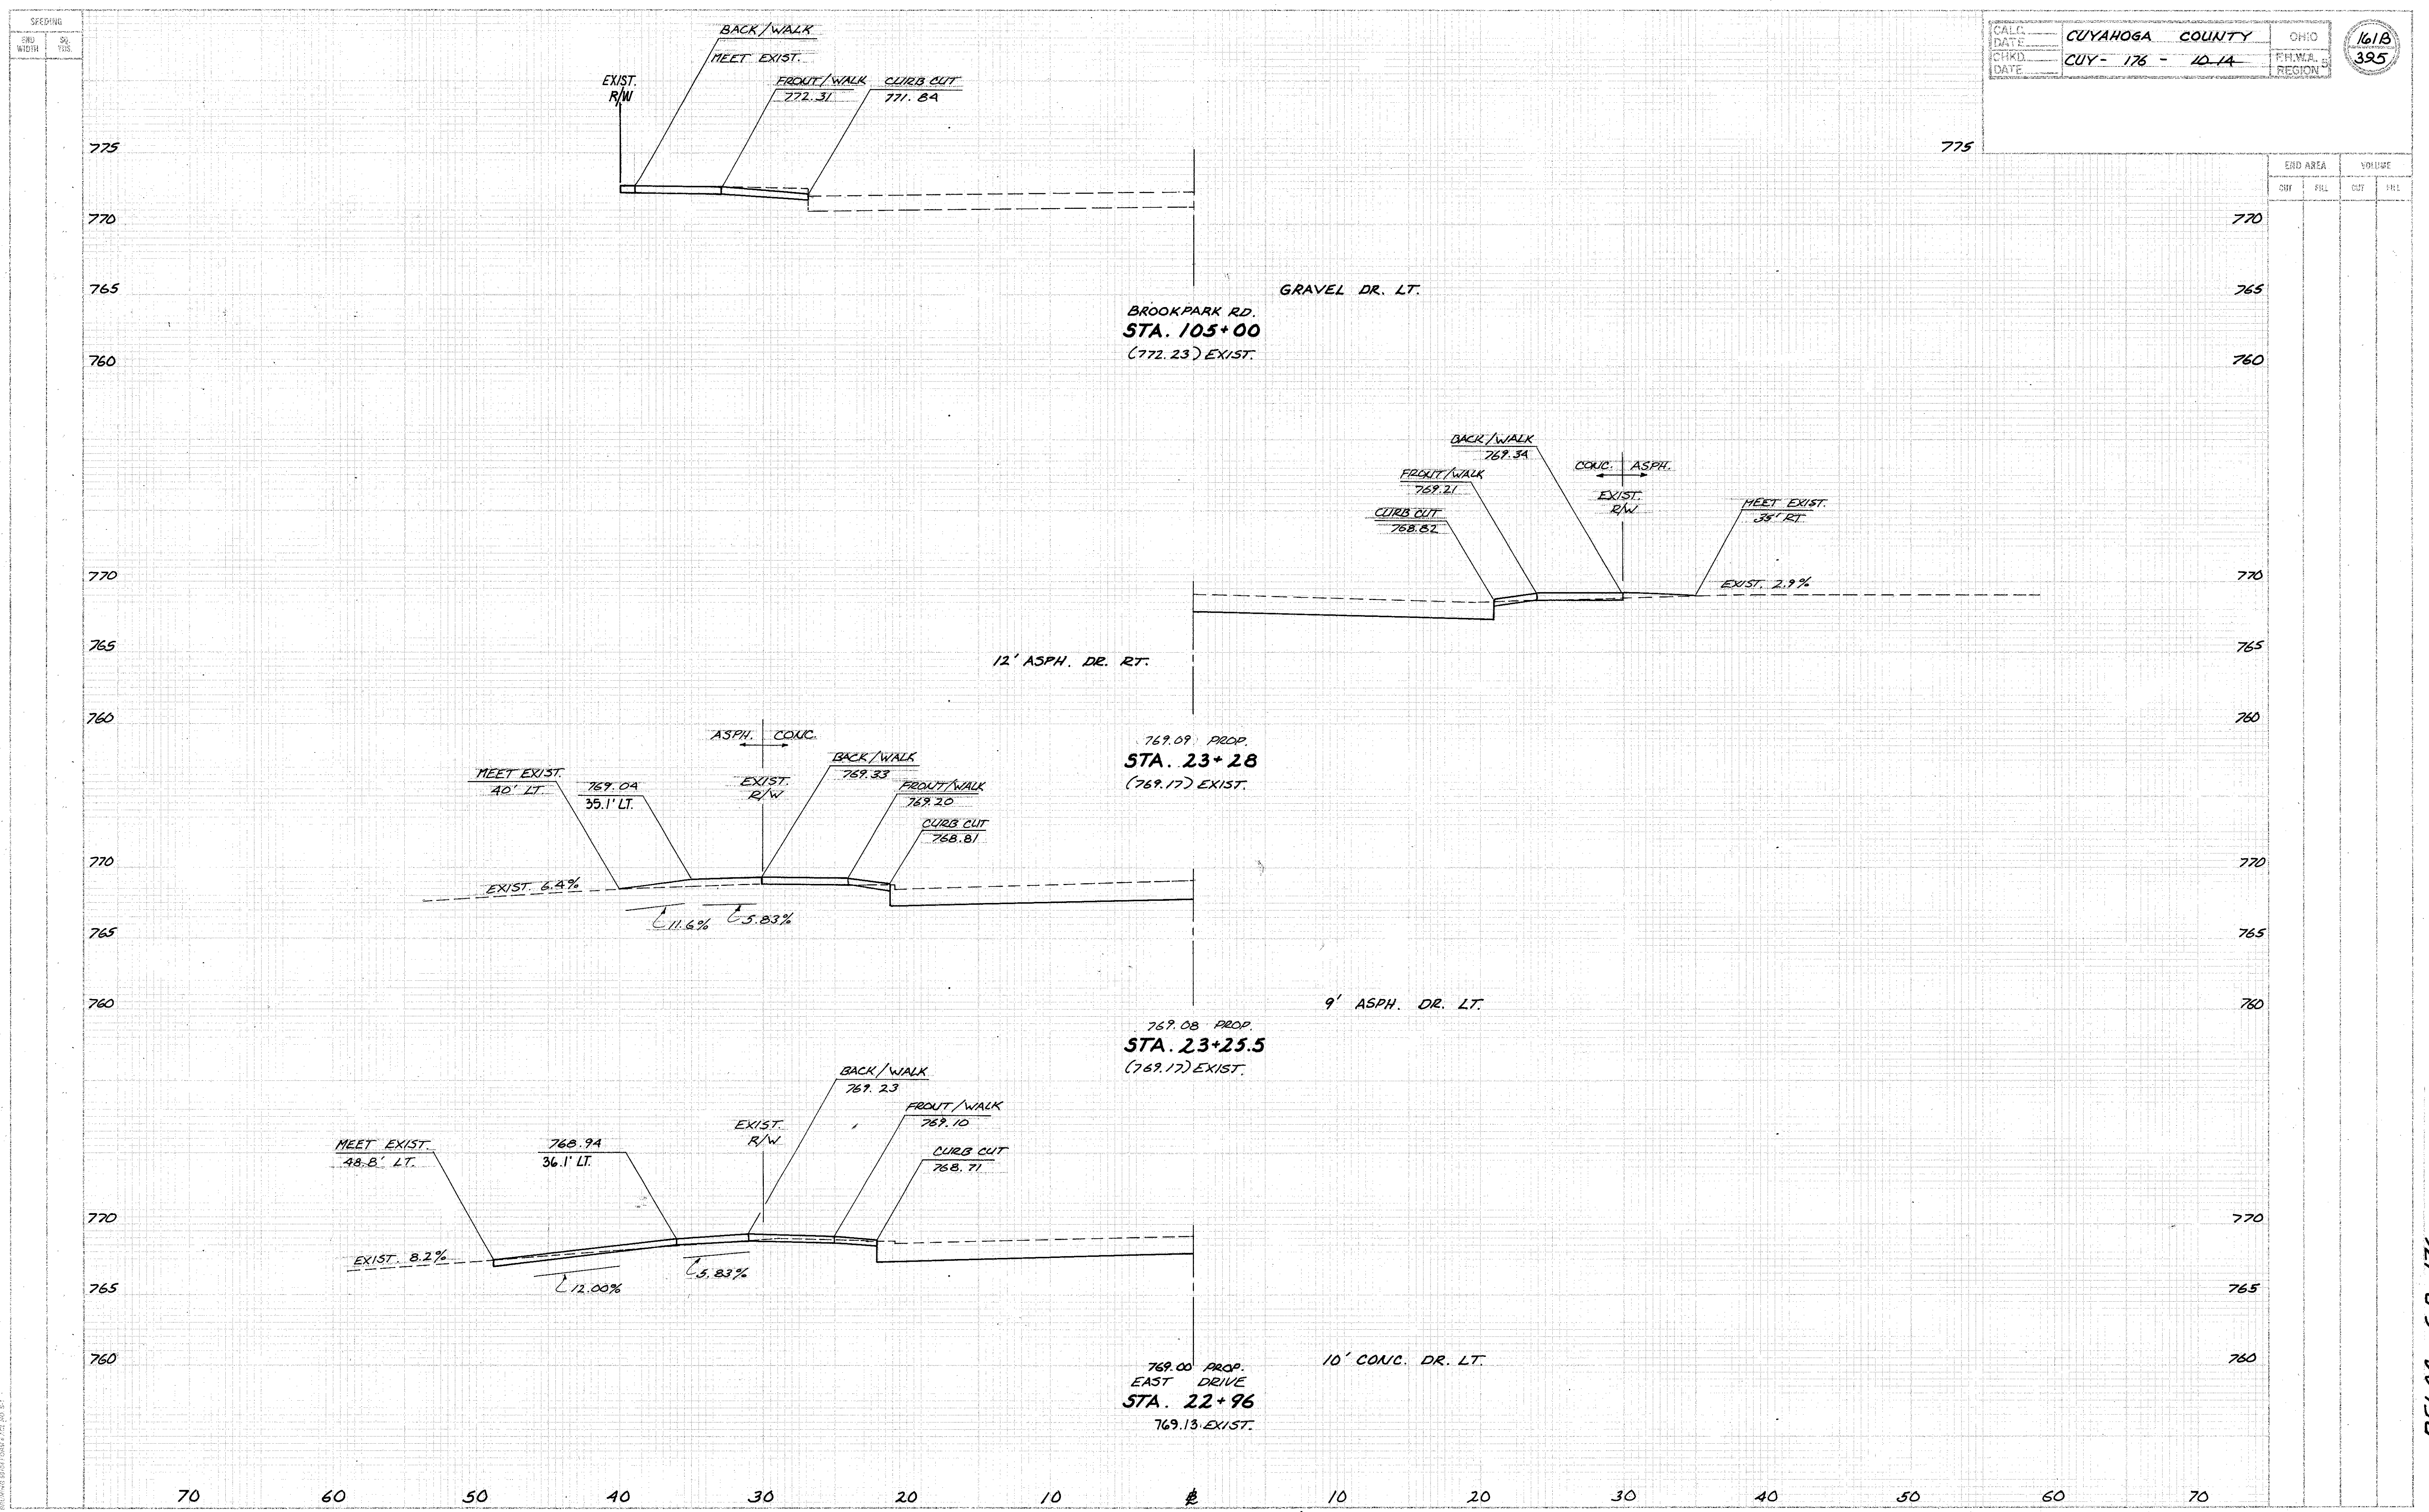 SEEDING
END WIDTH
SQ. YDS.
CALC. DATE
CHKD. DATE
CUYAHOGA COUNTY
CUY - 176 - 10.14
OHIO
F.H.W.A. REGION 5
161B
395
END AREA
VOLUME
CUT FILL CUT FILL
BACK/WALK
MEET EXIST.
EXIST.
R/W
FRONT/WALK
772.31
CURB CUT
771.84
775
775
770
770
765
765
GRAVEL DR. LT.
BROOKPARK RD.
STA. 105+00
(772.23) EXIST.
760
760
BACK/WALK
769.34
FRONT/WALK
769.21
CURB CUT
768.82
CONC. ASPH.
EXIST.
R/W
MEET EXIST.
35' RT
EXIST. 2.9%
770
770
765
765
12' ASPH. DR. RT.
760
760
769.09 PROP.
STA. 23+28
(769.17) EXIST.
ASPH. CONC.
MEET EXIST.
40' LT.
769.04
35.1' LT.
EXIST.
R/W
BACK/WALK
769.33
FRONT/WALK
769.20
CURB CUT
768.81
770
770
EXIST. 6.4%
11.6%
5.83%
765
765
760
760
9' ASPH. DR. LT.
769.08 PROP.
STA. 23+25.5
(769.17) EXIST.
BACK/WALK
769.23
FRONT/WALK
769.10
CURB CUT
768.71
EXIST.
R/W
MEET EXIST.
48.8' LT.
768.94
36.1' LT.
770
770
EXIST. 8.2%
12.00%
5.83%
765
765
760
760
10' CONC. DR. LT.
769.00 PROP.
EAST DRIVE
STA. 22+96
769.13 EXIST.
70 60 50 40 30 20 10 ℄ 10 20 30 40 50 60 70